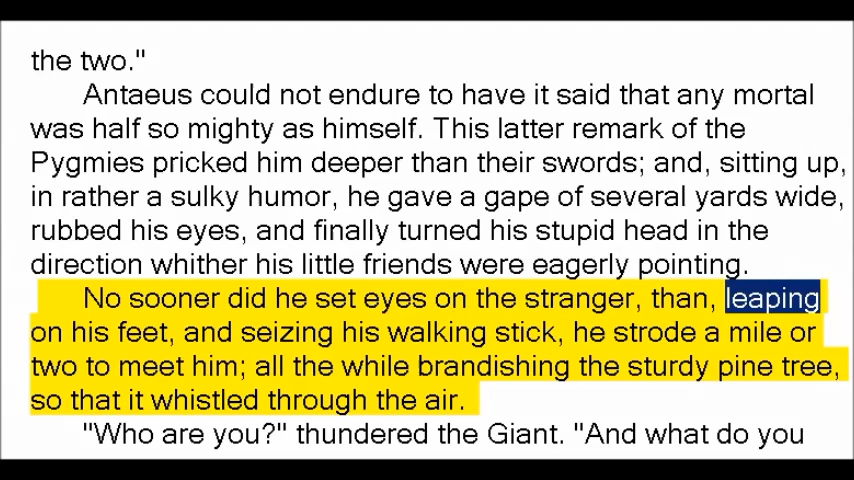 the two."
Antaeus could not endure to have it said that any mortal
was half so mighty as himself. This latter remark of the
Pygmies pricked him deeper than their swords; and, sitting up,
in rather a sulky humor, he gave a gape of several yards wide,
rubbed his eyes, and finally turned his stupid head in the
direction whither his little friends were eagerly pointing.
No sooner did he set eyes on the stranger, than, leaping
on his feet, and seizing his walking stick, he strode a mile or
two to meet him; all the while brandishing the sturdy pine tree,
so that it whistled through the air.
"Who are you?" thundered the Giant. "And what do you